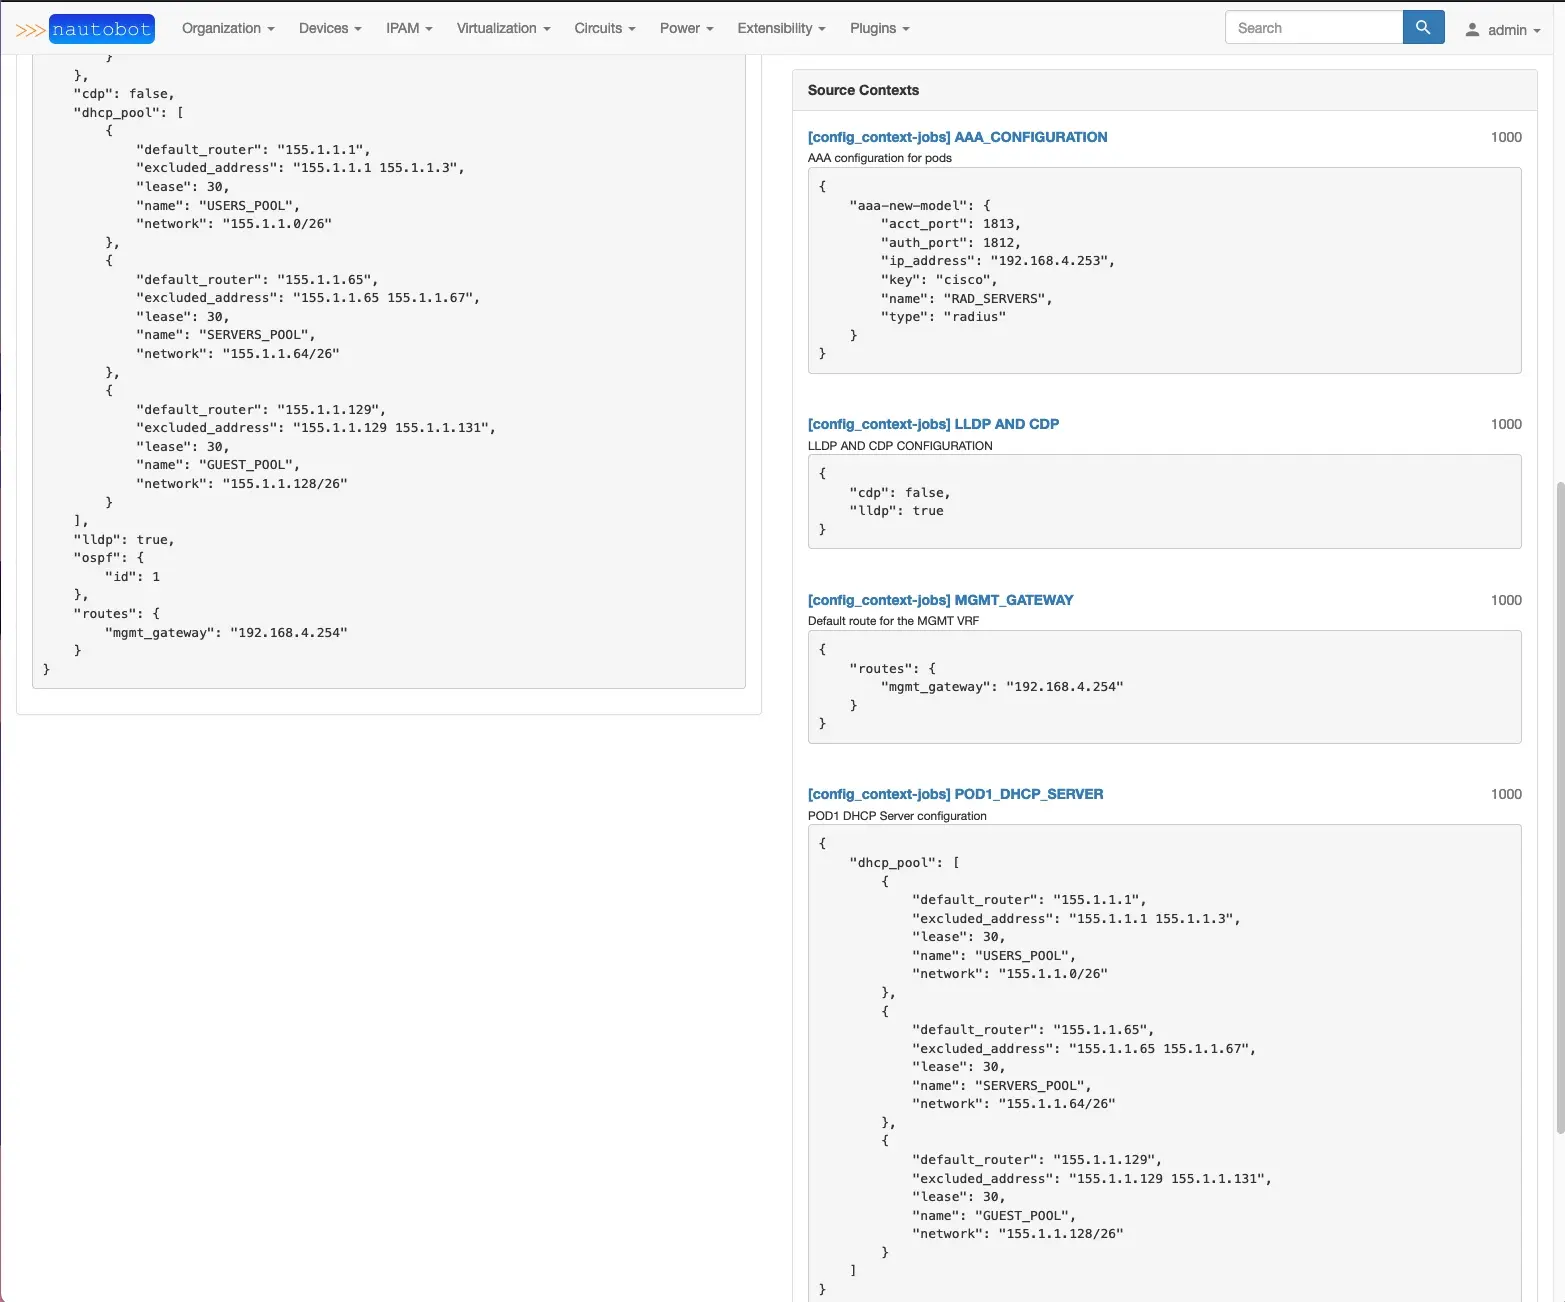 >>> nautobot Organization Devices IPAM Virtualization Circuits Power Extensibility Plugins Search admin
}
},
"cdp": false,
"dhcp_pool": [
{
"default_router": "155.1.1.1",
"excluded_address": "155.1.1.1 155.1.1.3",
"lease": 30,
"name": "USERS_POOL",
"network": "155.1.1.0/26"
},
{
"default_router": "155.1.1.65",
"excluded_address": "155.1.1.65 155.1.1.67",
"lease": 30,
"name": "SERVERS_POOL",
"network": "155.1.1.64/26"
},
{
"default_router": "155.1.1.129",
"excluded_address": "155.1.1.129 155.1.1.131",
"lease": 30,
"name": "GUEST_POOL",
"network": "155.1.1.128/26"
}
],
"lldp": true,
"ospf": {
"id": 1
},
"routes": {
"mgmt_gateway": "192.168.4.254"
}
}
Source Contexts
[config_context-jobs] AAA_CONFIGURATION 1000
AAA configuration for pods
{
"aaa-new-model": {
"acct_port": 1813,
"auth_port": 1812,
"ip_address": "192.168.4.253",
"key": "cisco",
"name": "RAD_SERVERS",
"type": "radius"
}
}
[config_context-jobs] LLDP AND CDP 1000
LLDP AND CDP CONFIGURATION
{
"cdp": false,
"lldp": true
}
[config_context-jobs] MGMT_GATEWAY 1000
Default route for the MGMT VRF
{
"routes": {
"mgmt_gateway": "192.168.4.254"
}
}
[config_context-jobs] POD1_DHCP_SERVER 1000
POD1 DHCP Server configuration
{
"dhcp_pool": [
{
"default_router": "155.1.1.1",
"excluded_address": "155.1.1.1 155.1.1.3",
"lease": 30,
"name": "USERS_POOL",
"network": "155.1.1.0/26"
},
{
"default_router": "155.1.1.65",
"excluded_address": "155.1.1.65 155.1.1.67",
"lease": 30,
"name": "SERVERS_POOL",
"network": "155.1.1.64/26"
},
{
"default_router": "155.1.1.129",
"excluded_address": "155.1.1.129 155.1.1.131",
"lease": 30,
"name": "GUEST_POOL",
"network": "155.1.1.128/26"
}
]
}